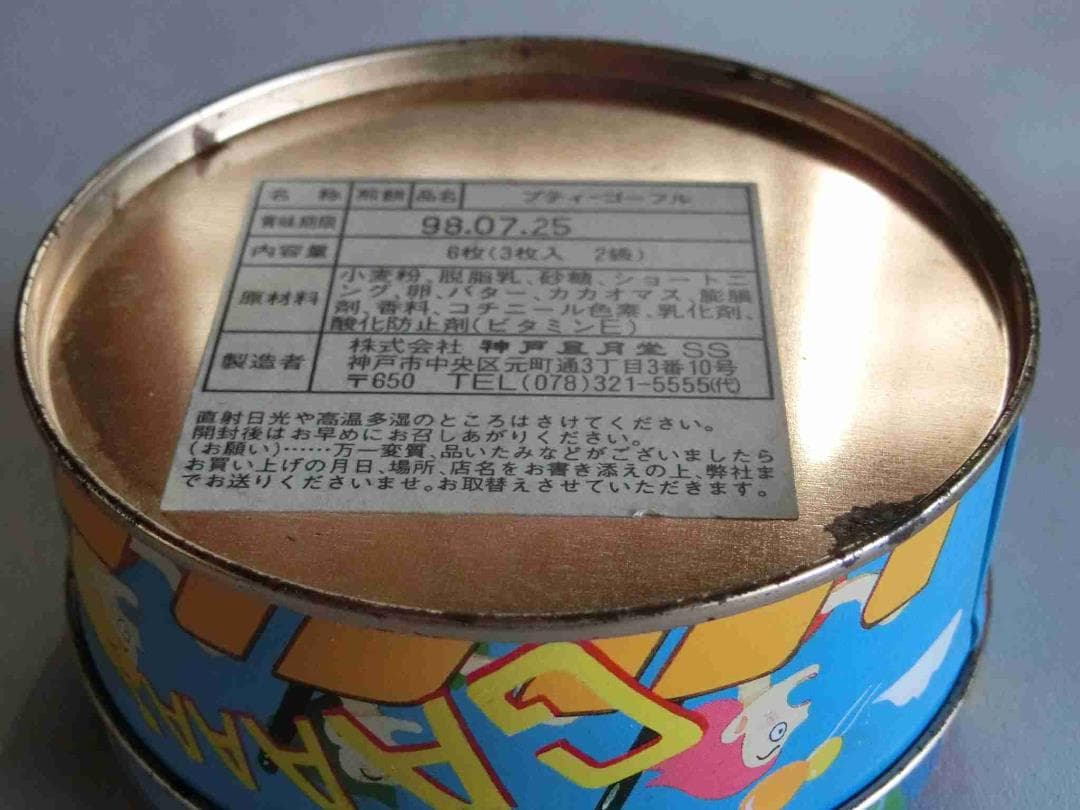 名称 煎餅 品名 プティーゴーフル
賞味期限 98.07.25
内容量 6枚(3枚入 2袋)
原材料 小麦粉、脱脂乳、砂糖、ショートニ
ング、卵、バター、カカオマス、膨脹
剤、香料、コチニール色素、乳化剤、
酸化防止剤(ビタミンE)
製造者 株式会社 神戸凮月堂 SS
神戸市中央区元町通3丁目3番10号
〒650 TEL(078)321-5555(代)
直射日光や高温多湿のところはさけてください。
開封後はお早めにお召しあがりください。
(お願い)……万一変質、品いたみなどがございましたら
お買い上げの月日、場所、店名をお書き添えの上、弊社ま
でお送りくださいませ。お取替えさせていただきます。